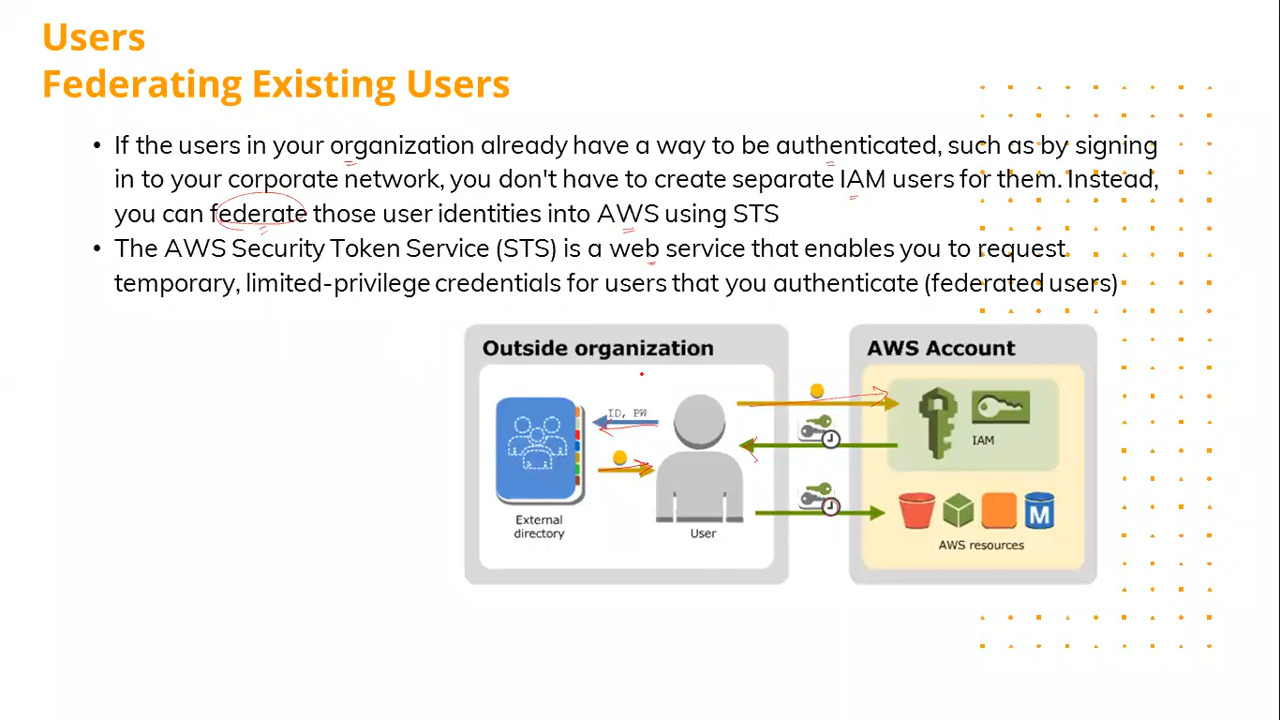 Users
Federating Existing Users
• If the users in your organization already have a way to be authenticated, such as by signing
in to your corporate network, you don't have to create separate IAM users for them. Instead,
you can federate those user identities into AWS using STS
• The AWS Security Token Service (STS) is a web service that enables you to request
temporary, limited-privilege credentials for users that you authenticate (federated users)
Outside organization
AWS Account
ID, PW
IAM
External
directory
User
M
AWS resources